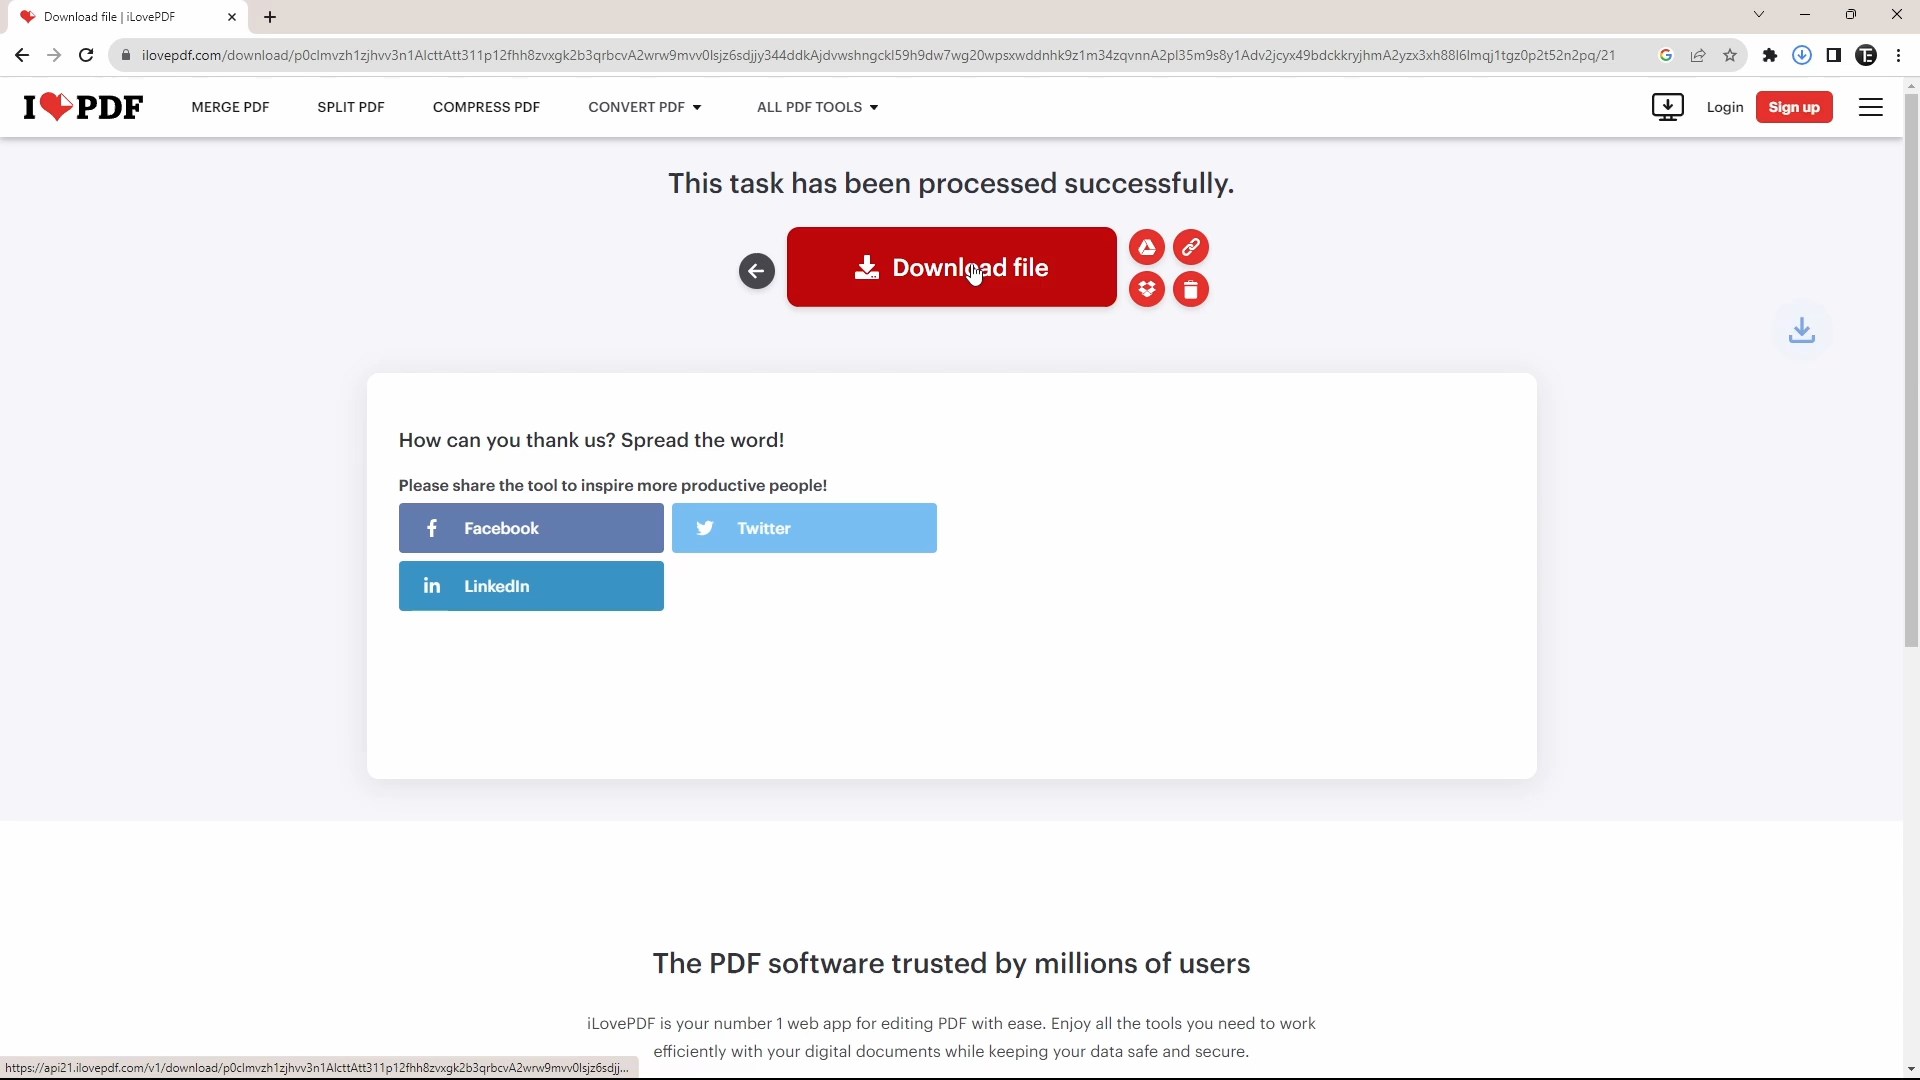 Download file | iLovePDF
ilovepdf.com/download/p0clmvzh1zjhvv3n1AlcttAtt311p12fhh8zvxgk2b3qrbcvA2wrw9mvv0lsjz6sdjjy344ddkAjdvwshngckl59h9dw7wg20wpsxwddnhk9z1m34zqvnnA2pl35m9s8y1Adv2jcyx49bdckkryjhmA2yzx3xh88l6lmqj1tgz0p2t52n2pq/21
I PDF
MERGE PDF
SPLIT PDF
COMPRESS PDF
CONVERT PDF
ALL PDF TOOLS
Login
Sign up
This task has been processed successfully.
Download file
How can you thank us? Spread the word!
Please share the tool to inspire more productive people!
Facebook
Twitter
LinkedIn
The PDF software trusted by millions of users
iLovePDF is your number 1 web app for editing PDF with ease. Enjoy all the tools you need to work
efficiently with your digital documents while keeping your data safe and secure.
https://api21.ilovepdf.com/v1/download/p0clmvzh1zjhvv3n1AlcttAtt311p12fhh8zvxgk2b3qrbcvA2wrw9mvv0lsjz6sdjj...